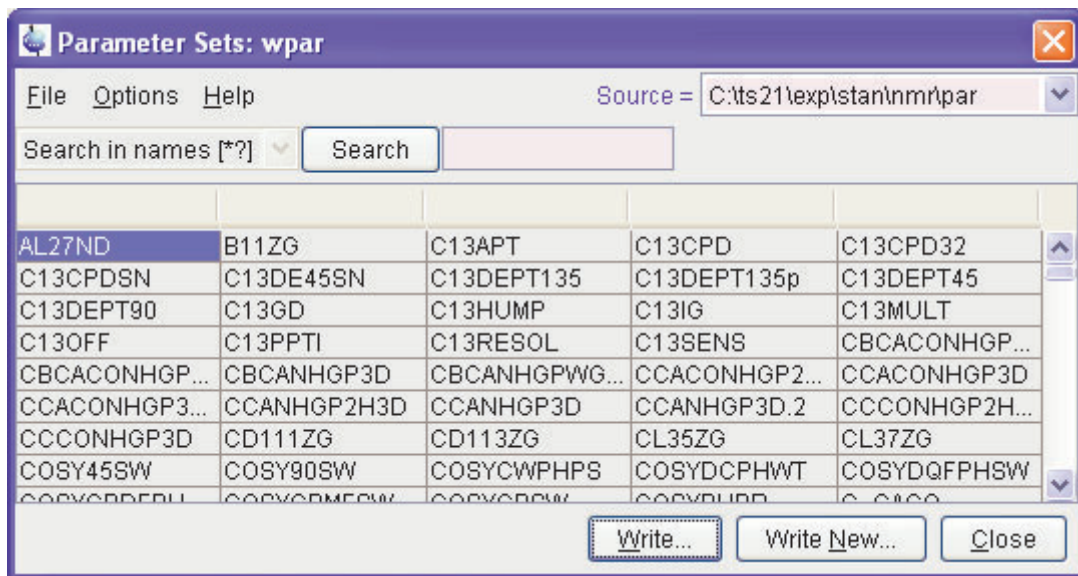 Parameter Sets: wpar
File Options Help Source = C:\ts21\exp\stan\nmr\par
Search in names [*?] Search
AL27ND B11ZG C13APT C13CPD C13CPD32
C13CPDSN C13DE45SN C13DEPT135 C13DEPT135p C13DEPT45
C13DEPT90 C13GD C13HUMP C13IG C13MULT
C13OFF C13PPTI C13RESOL C13SENS CBCACONHGP...
CBCACONHGP... CBCANHGP3D CBCANHGPWG... CCACONHGP2... CCACONHGP3D
CCACONHGP3... CCANHGP2H3D CCANHGP3D CCANHGP3D.2 CCCONHGP2H...
CCCONHGP3D CD111ZG CD113ZG CL35ZG CL37ZG
COSY45SW COSY90SW COSYCWPHPS COSYDCPHWT COSYDQFPHSW
Write... Write New... Close